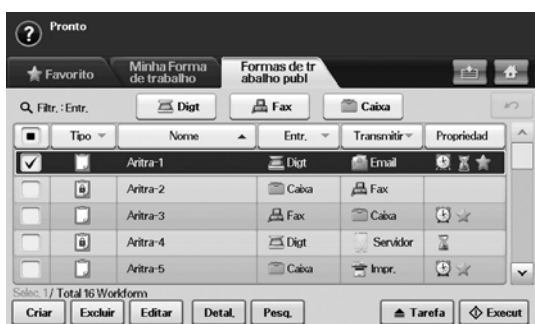 Pronto
Favorito
Minha Forma
de trabalho
Formas de tr
abalho publ
Filtr. : Entr.
Digt
Fax
Caixa
Tipo
Nome
Entr.
Transmitir
Propriedad
Aritra-1
Digt
Email
Aritra-2
Caixa
Fax
Aritra-3
Fax
Caixa
Aritra-4
Digt
Servidor
Aritra-5
Caixa
Impr.
Selec. 1/ Total 16 Workform
Criar
Excluir
Editar
Detal.
Pesq.
Tarefa
Execut